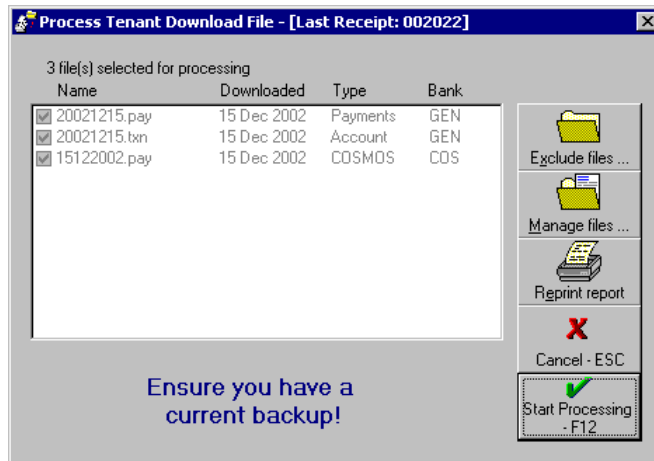 Process Tenant Download File - [Last Receipt: 002022]
3 file(s) selected for processing
Name Downloaded Type Bank
20021215.pay 15 Dec 2002 Payments GEN
20021215.txn 15 Dec 2002 Account GEN
15122002.pay 15 Dec 2002 COSMOS COS
Exclude files ...
Manage files ...
Reprint report
Cancel - ESC
Start Processing
- F12
Ensure you have a
current backup!